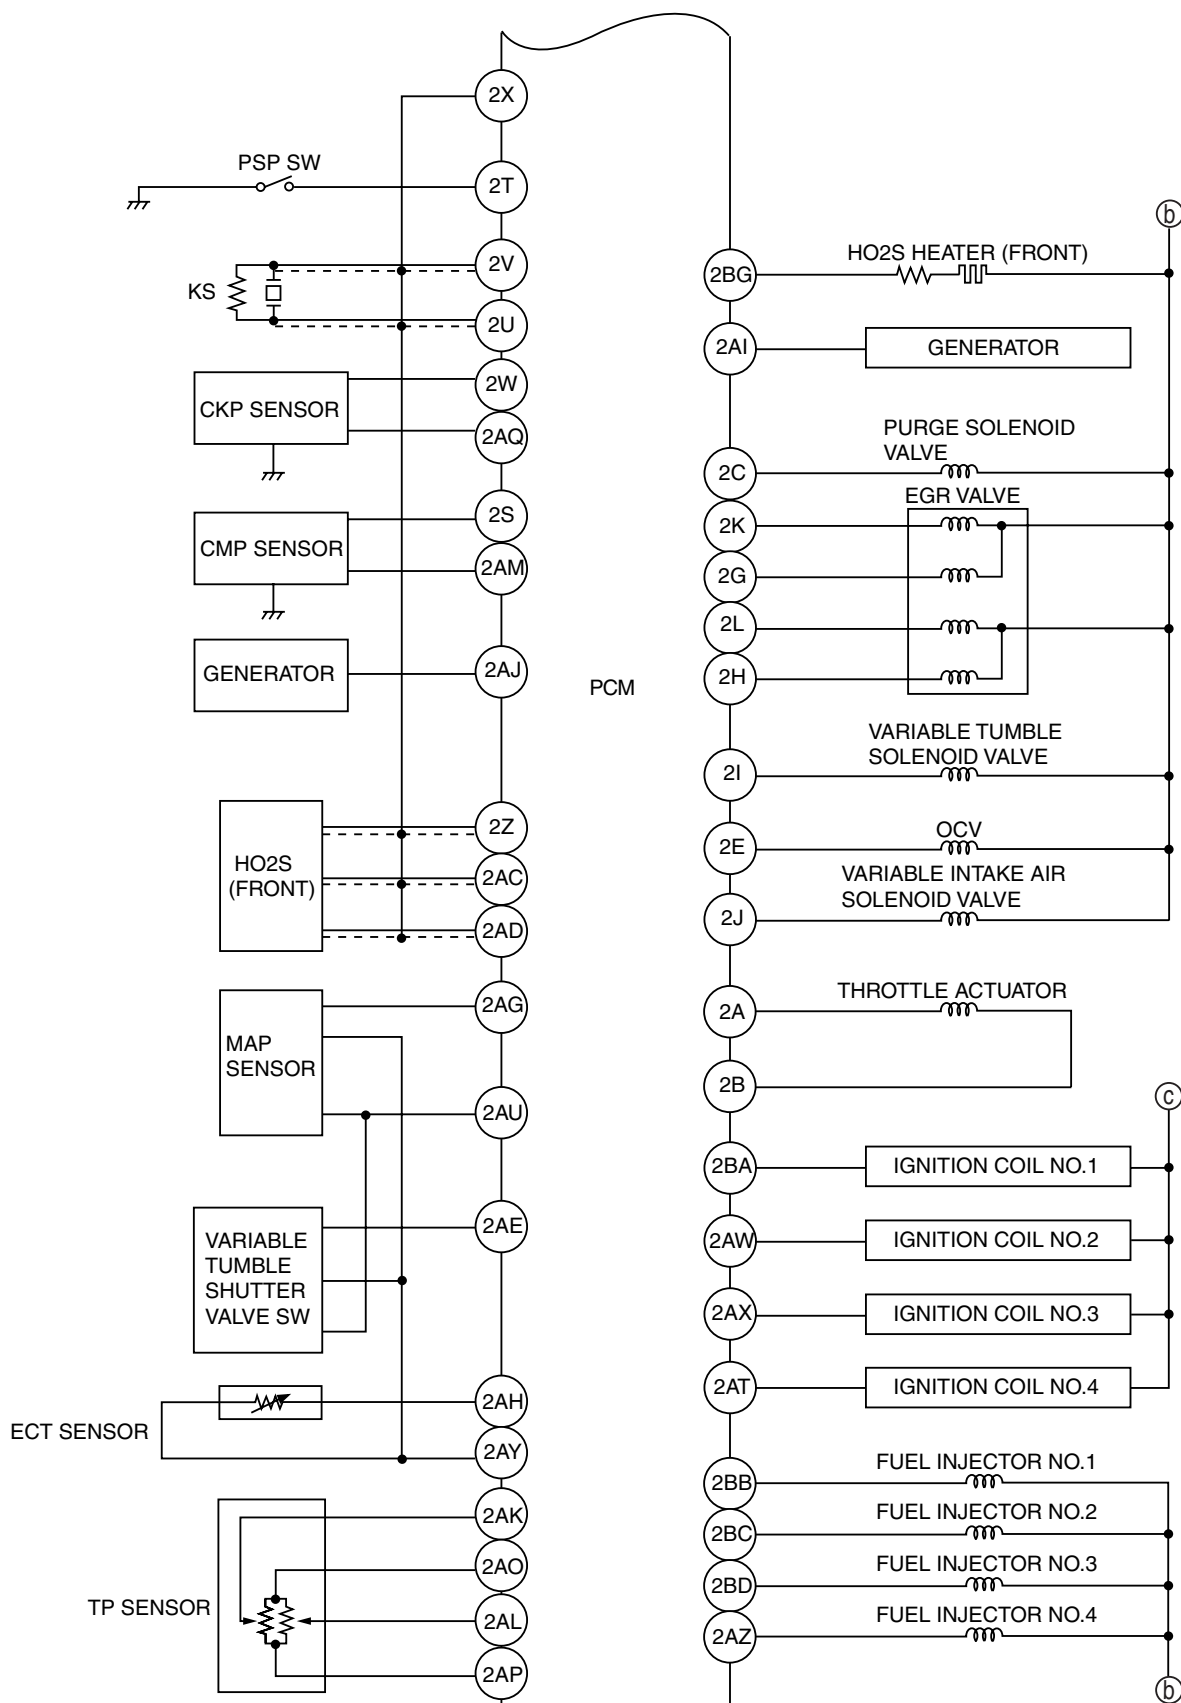 2X
PSP SW
2T
2V
KS
2U
2W
CKP SENSOR
2AQ
2S
CMP SENSOR
2AM
GENERATOR
2AJ
2Z
HO2S
(FRONT)
2AC
2AD
2AG
MAP
SENSOR
2AU
2AE
VARIABLE
TUMBLE
SHUTTER
VALVE SW
2AH
ECT SENSOR
2AY
2AK
2AO
TP SENSOR
2AL
2AP
PCM
b
HO2S HEATER (FRONT)
2BG
2AI
GENERATOR
PURGE SOLENOID
VALVE
2C
EGR VALVE
2K
2G
2L
2H
VARIABLE TUMBLE
SOLENOID VALVE
2I
OCV
2E
VARIABLE INTAKE AIR
SOLENOID VALVE
2J
THROTTLE ACTUATOR
2A
2B
c
2BA
IGNITION COIL NO.1
2AW
IGNITION COIL NO.2
2AX
IGNITION COIL NO.3
2AT
IGNITION COIL NO.4
FUEL INJECTOR NO.1
2BB
FUEL INJECTOR NO.2
2BC
FUEL INJECTOR NO.3
2BD
FUEL INJECTOR NO.4
2AZ
b